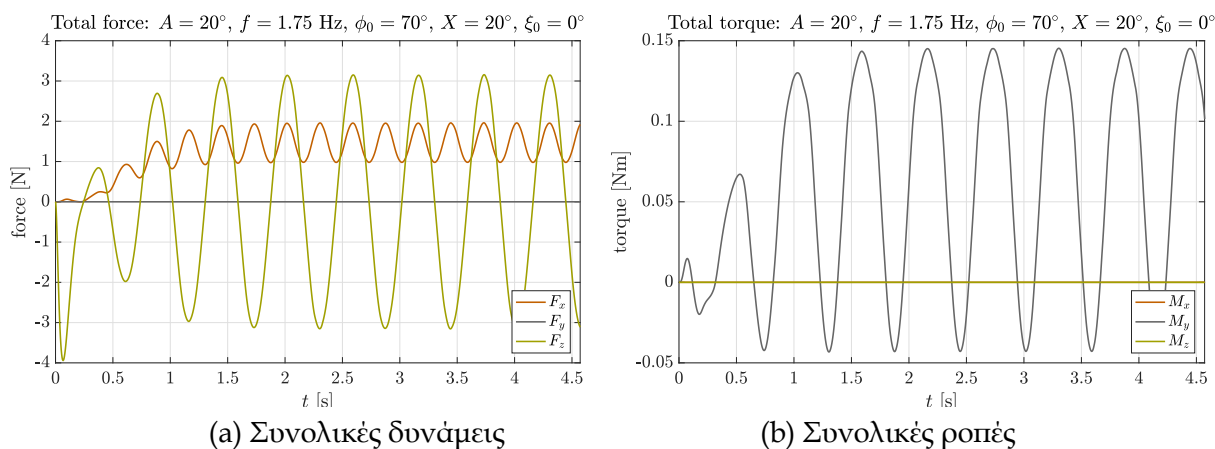 Total force: A = 20°, f = 1.75 Hz, ϕ₀ = 70°, X = 20°, ξ₀ = 0°
4
3
2
1
0
-1
-2
-3
-4
force [N]
0 0.5 1 1.5 2 2.5 3 3.5 4 4.5
t [s]
Fₓ
F_y
F_z
(a) Συνολικές δυνάμεις
Total torque: A = 20°, f = 1.75 Hz, ϕ₀ = 70°, X = 20°, ξ₀ = 0°
0.15
0.1
0.05
0
-0.05
torque [Nm]
0 0.5 1 1.5 2 2.5 3 3.5 4 4.5
t [s]
Mₓ
M_y
M_z
(b) Συνολικές ροπές